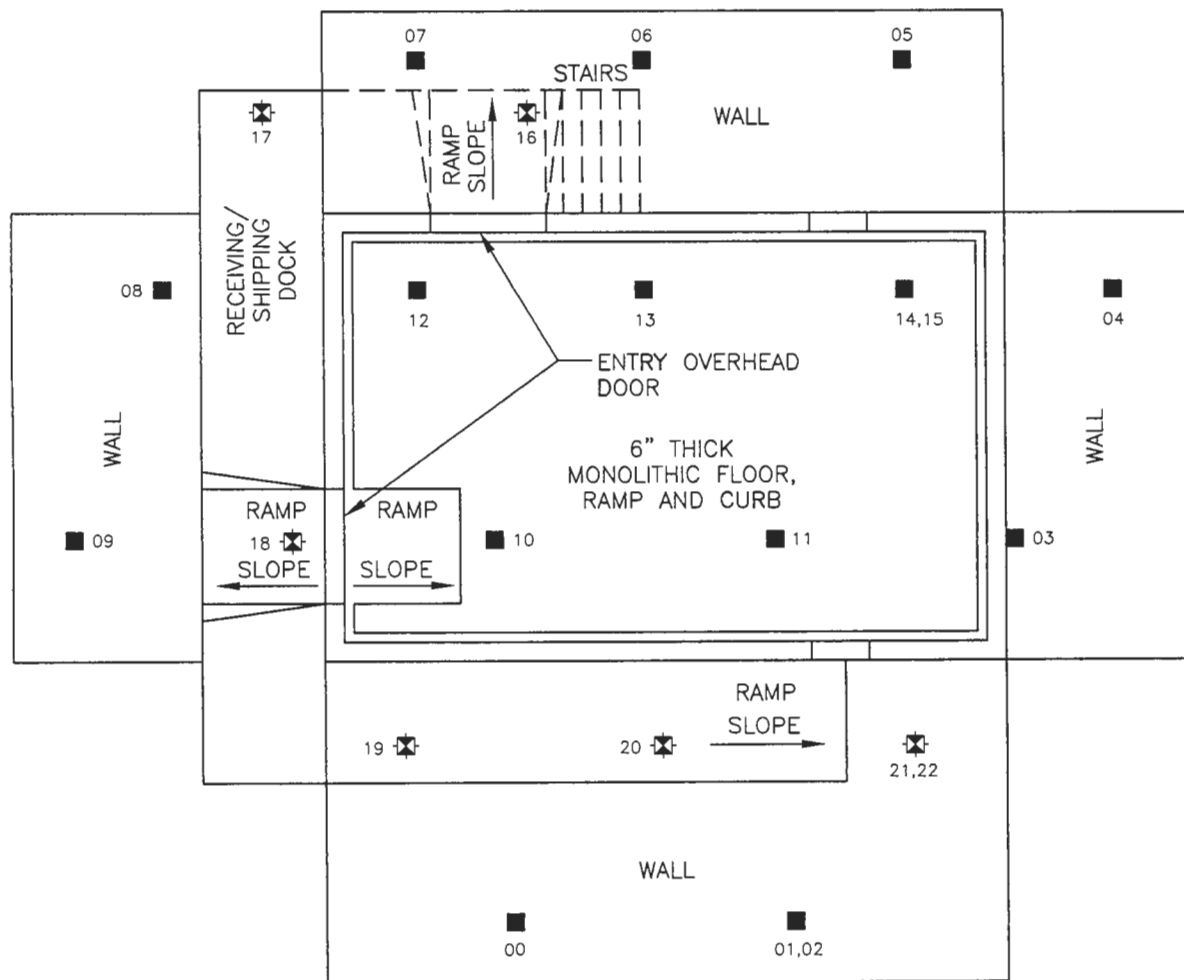 07
06
05
STAIRS
WALL
17
16
RAMP
SLOPE
RECEIVING/
SHIPPING
DOCK
08
12
13
14,15
04
ENTRY OVERHEAD
DOOR
WALL
WALL
6" THICK
MONOLITHIC FLOOR,
RAMP AND CURB
RAMP
RAMP
09
18
10
11
03
SLOPE
SLOPE
RAMP
SLOPE
19
20
21,22
WALL
00
01,02